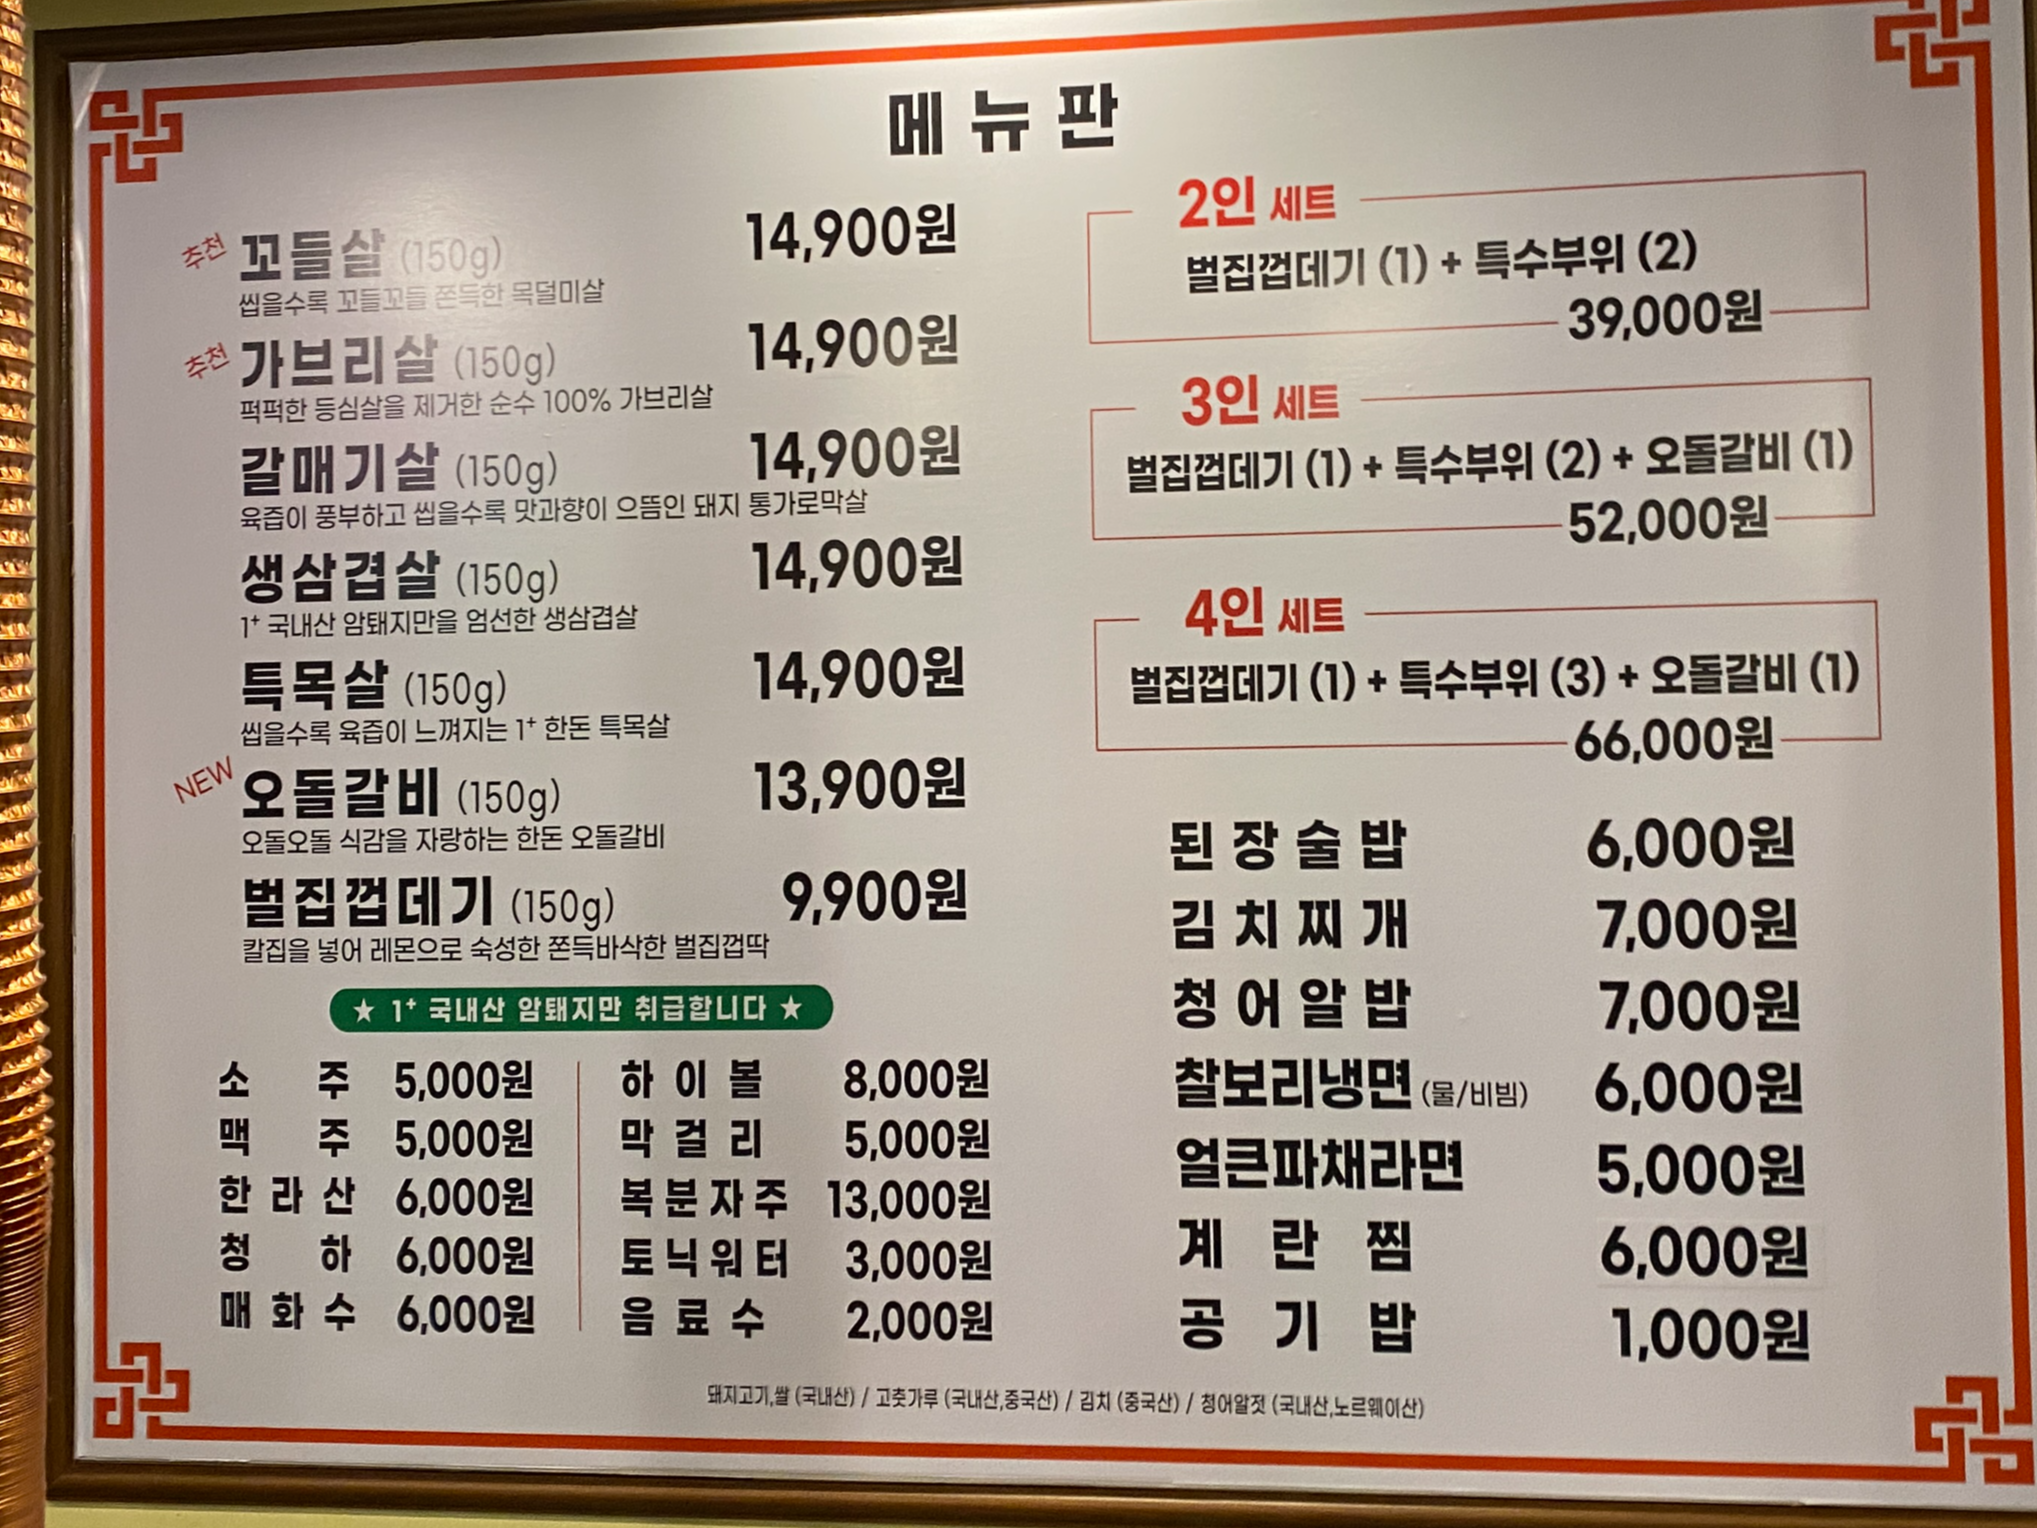 메뉴판
추천 꼬들살 (150g) 14,900원
씹을수록 꼬들꼬들 쫀득한 목덜미살
추천 가브리살 (150g) 14,900원
퍽퍽한 등심살을 제거한 순수 100% 가브리살
갈매기살 (150g) 14,900원
육즙이 풍부하고 씹을수록 맛과향이 으뜸인 돼지 통가로막살
생삼겹살 (150g) 14,900원
1+ 국내산 암퇘지만을 엄선한 생삼겹살
특목살 (150g) 14,900원
씹을수록 육즙이 느껴지는 1+ 한돈 특목살
NEW 오돌갈비 (150g) 13,900원
오돌오돌 식감을 자랑하는 한돈 오돌갈비
벌집껍데기 (150g) 9,900원
칼집을 넣어 레몬으로 숙성한 쫀득바삭한 벌집껍딱
★ 1+ 국내산 암퇘지만 취급합니다 ★
소주 5,000원
맥주 5,000원
한라산 6,000원
청하 6,000원
매화수 6,000원
하이볼 8,000원
막걸리 5,000원
복분자주 13,000원
토닉워터 3,000원
음료수 2,000원
2인 세트
벌집껍데기 (1) + 특수부위 (2)
39,000원
3인 세트
벌집껍데기 (1) + 특수부위 (2) + 오돌갈비 (1)
52,000원
4인 세트
벌집껍데기 (1) + 특수부위 (3) + 오돌갈비 (1)
66,000원
된장술밥 6,000원
김치찌개 7,000원
청어알밥 7,000원
찰보리냉면 (물/비빔) 6,000원
얼큰파채라면 5,000원
계란찜 6,000원
공기밥 1,000원
돼지고기,쌀 (국내산) / 고춧가루 (국내산,중국산) / 김치 (중국산) / 청어알젓 (국내산,노르웨이산)